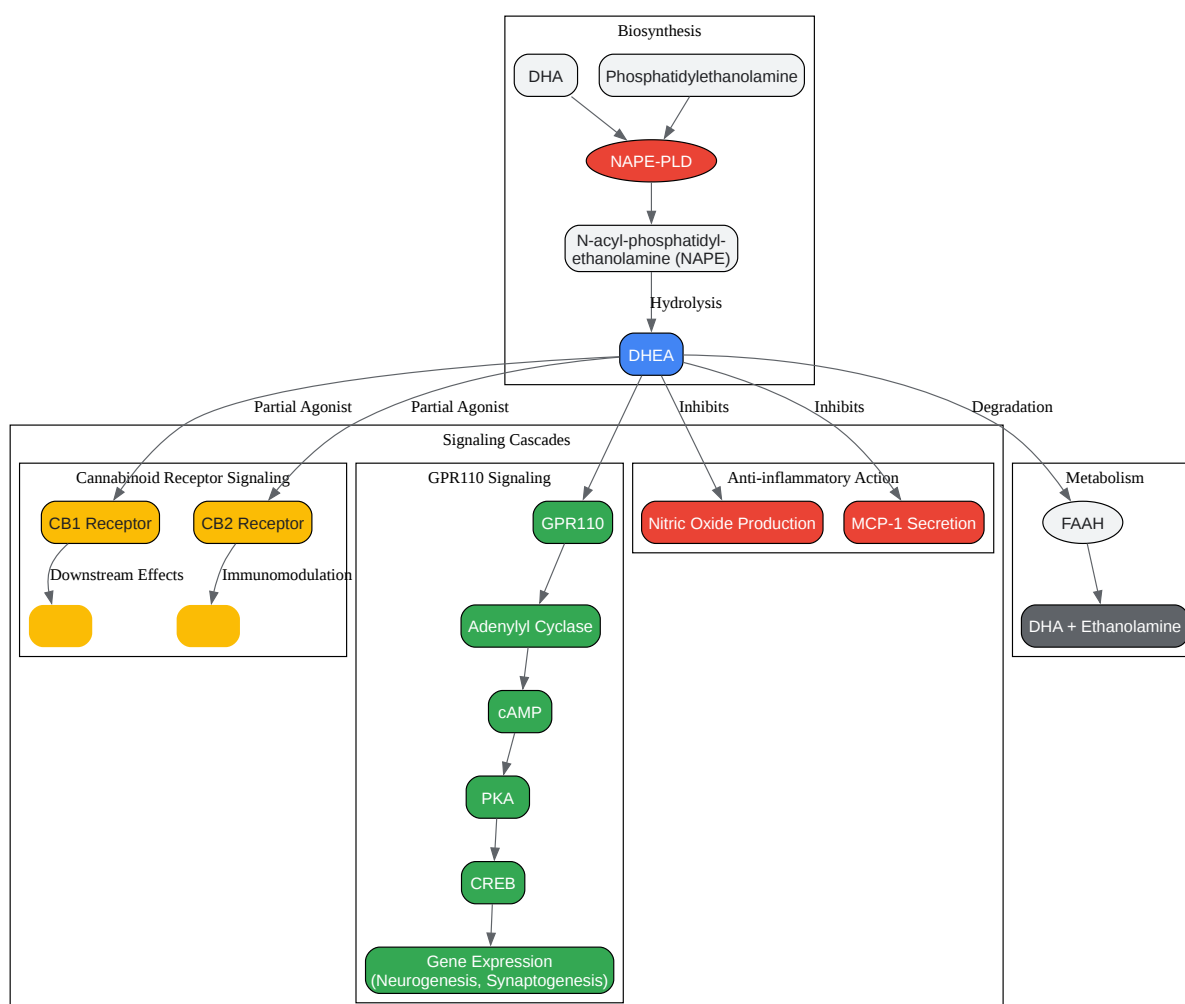 Biosynthesis
DHA
Phosphatidylethanolamine
NAPE-PLD
N-acyl-phosphatidyl-
ethanolamine (NAPE)
Hydrolysis
DHEA
Partial Agonist
Partial Agonist
Inhibits
Inhibits
Degradation
Signaling Cascades
Cannabinoid Receptor Signaling
GPR110 Signaling
Anti-inflammatory Action
Metabolism
CB1 Receptor
CB2 Receptor
GPR110
Nitric Oxide Production
MCP-1 Secretion
FAAH
Downstream Effects
Immunomodulation
Adenylyl Cyclase
DHA + Ethanolamine
cAMP
PKA
CREB
Gene Expression
(Neurogenesis, Synaptogenesis)